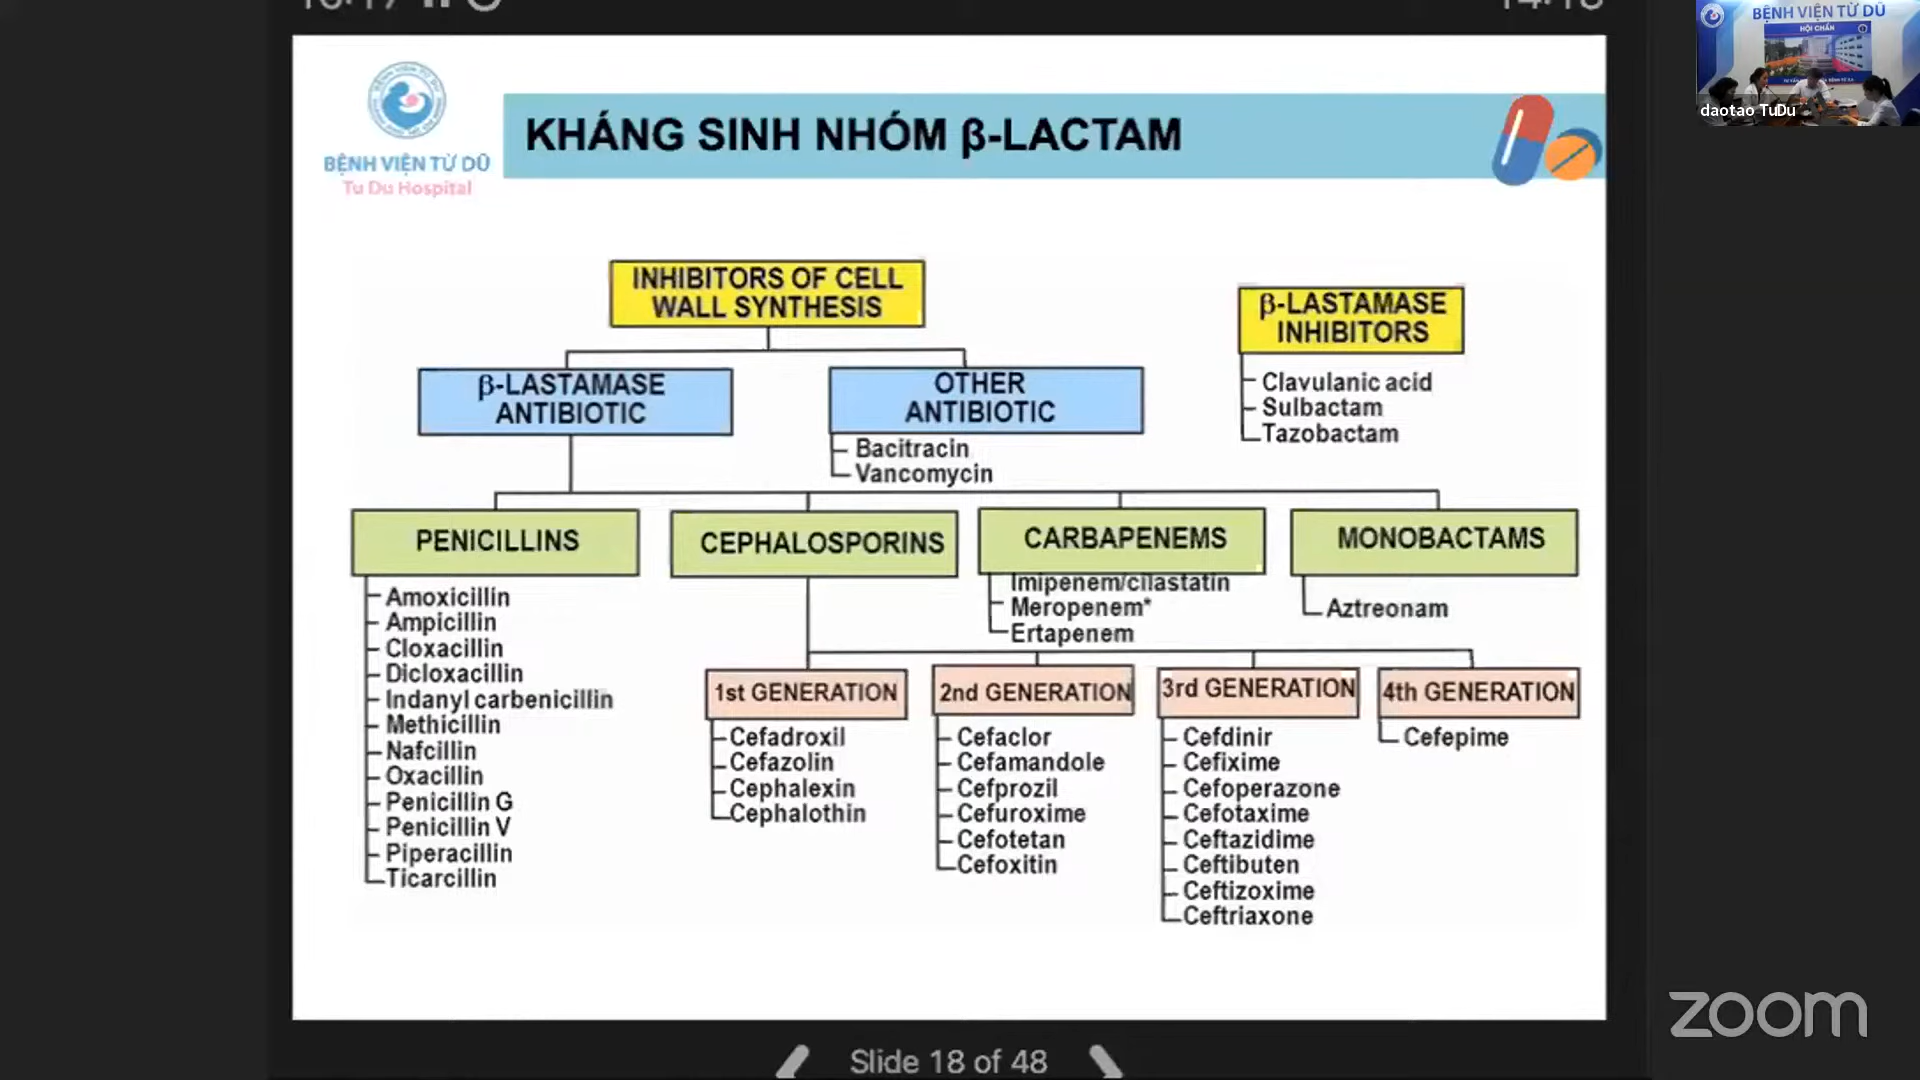 BỆNH VIỆN TỪ DŨ
Tu Du Hospital
KHÁNG SINH NHÓM β-LACTAM
INHIBITORS OF CELL
WALL SYNTHESIS
β-LASTAMASE
INHIBITORS
Clavulanic acid
Sulbactam
Tazobactam
β-LASTAMASE
ANTIBIOTIC
OTHER
ANTIBIOTIC
Bacitracin
Vancomycin
PENICILLINS
Amoxicillin
Ampicillin
Cloxacillin
Dicloxacillin
Indanyl carbenicillin
Methicillin
Nafcillin
Oxacillin
Penicillin G
Penicillin V
Piperacillin
Ticarcillin
CEPHALOSPORINS
CARBAPENEMS
Imipenem/cilastatin
Meropenem*
Ertapenem
MONOBACTAMS
Aztreonam
1st GENERATION
Cefadroxil
Cefazolin
Cephalexin
Cephalothin
2nd GENERATION
Cefaclor
Cefamandole
Cefprozil
Cefuroxime
Cefotetan
Cefoxitin
3rd GENERATION
Cefdinir
Cefixime
Cefoperazone
Cefotaxime
Ceftazidime
Ceftibuten
Ceftizoxime
Ceftriaxone
4th GENERATION
Cefepime
BỆNH VIỆN TỪ DŨ
HỘI CHẨN
daotao TuDu
Slide 18 of 48
zoom